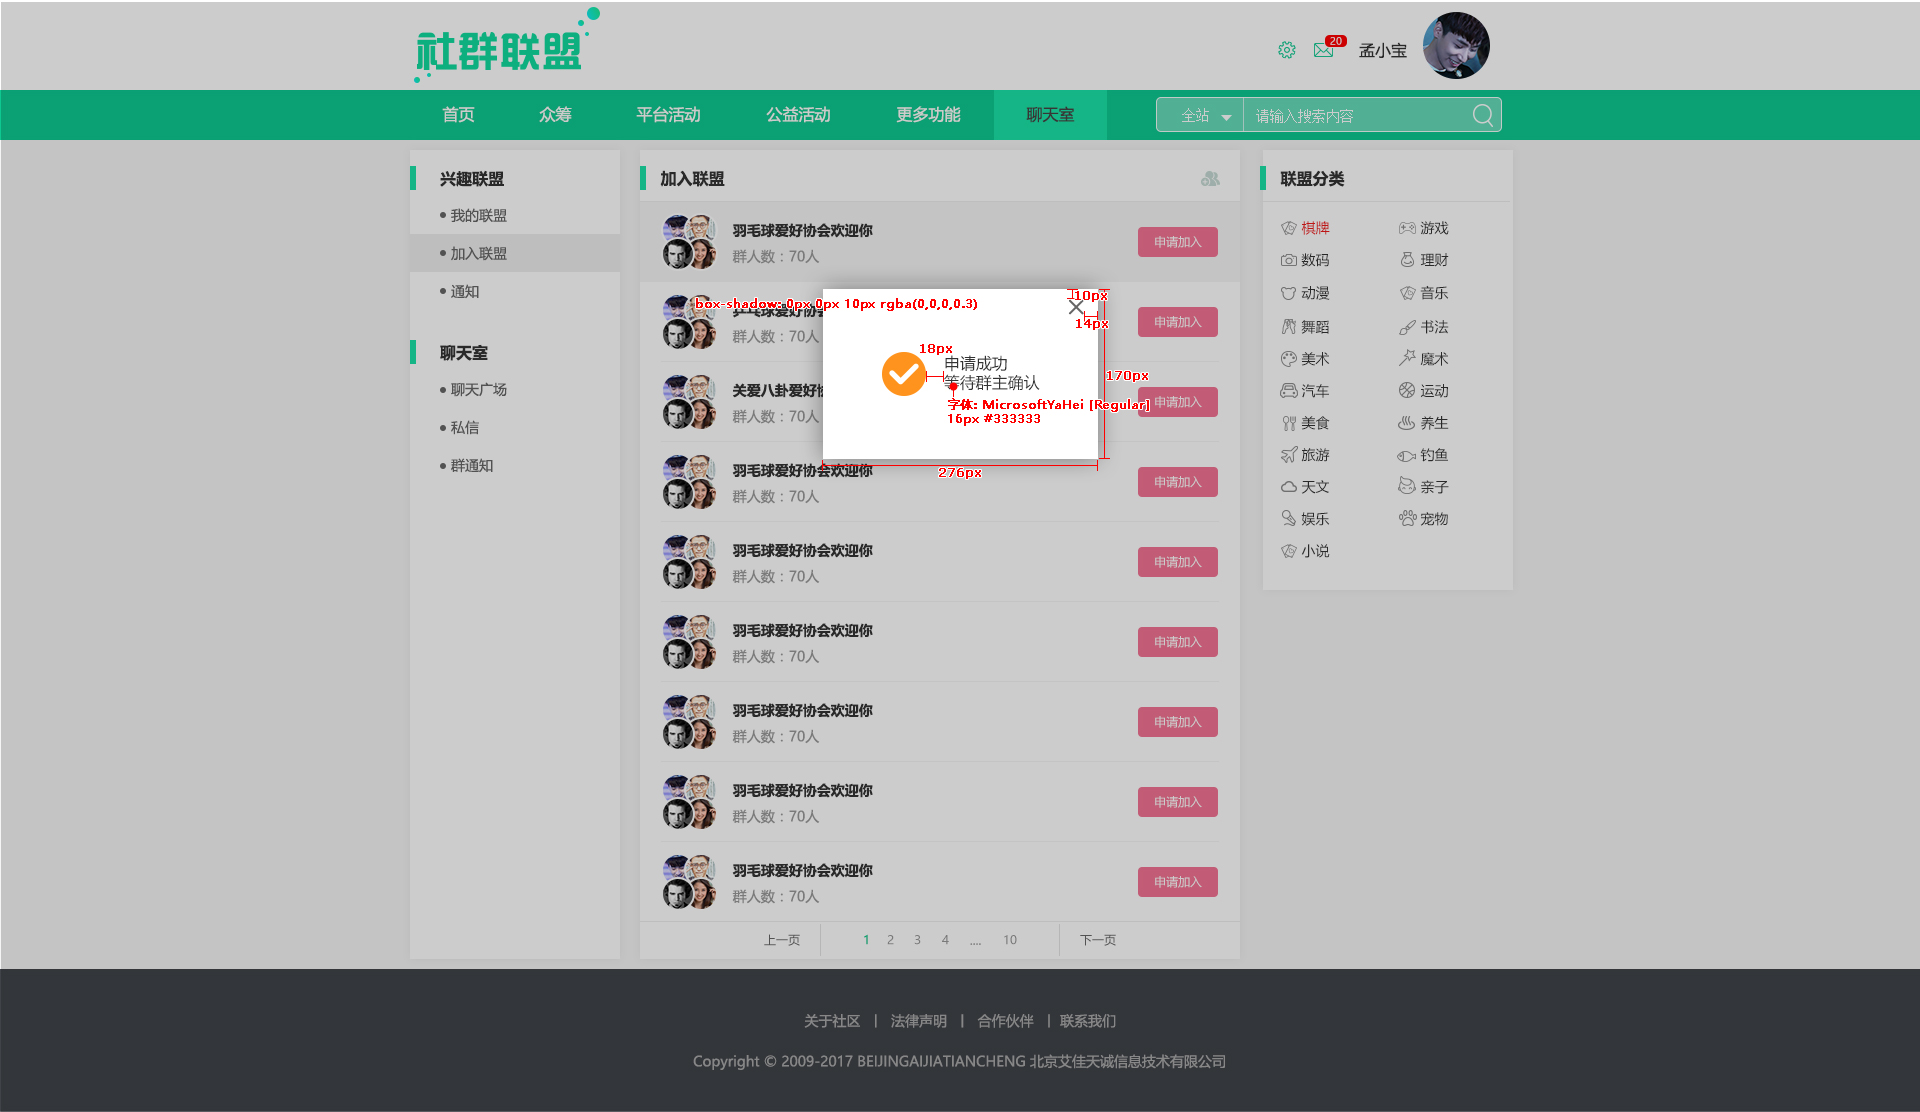 社群联盟
20
孟小宝
首页
众筹
平台活动
公益活动
更多功能
聊天室
全站
请输入搜索内容
兴趣联盟
我的联盟
加入联盟
通知
聊天室
聊天广场
私信
群通知
加入联盟
羽毛球爱好协会欢迎你
群人数：70人
申请加入
群人数：70人
申请加入
关爱八卦爱好
群人数：70人
申请加入
羽毛球爱好协会欢迎你
群人数：70人
申请加入
羽毛球爱好协会欢迎你
群人数：70人
申请加入
羽毛球爱好协会欢迎你
群人数：70人
申请加入
羽毛球爱好协会欢迎你
群人数：70人
申请加入
羽毛球爱好协会欢迎你
群人数：70人
申请加入
羽毛球爱好协会欢迎你
群人数：70人
申请加入
上一页
1 2 3 4 .... 10
下一页
box-shadow: 0px 0px 10px rgba(0,0,0,0.3)
10px
14px
18px
申请成功
等待群主确认
字体: MicrosoftYaHei [Regular]
16px #333333
170px
276px
联盟分类
棋牌 游戏
数码 理财
动漫 音乐
舞蹈 书法
美术 魔术
汽车 运动
美食 养生
旅游 钓鱼
天文 亲子
娱乐 宠物
小说
关于社区 | 法律声明 | 合作伙伴 | 联系我们
Copyright © 2009-2017 BEIJINGAIJIATIANCHENG 北京艾佳天诚信息技术有限公司